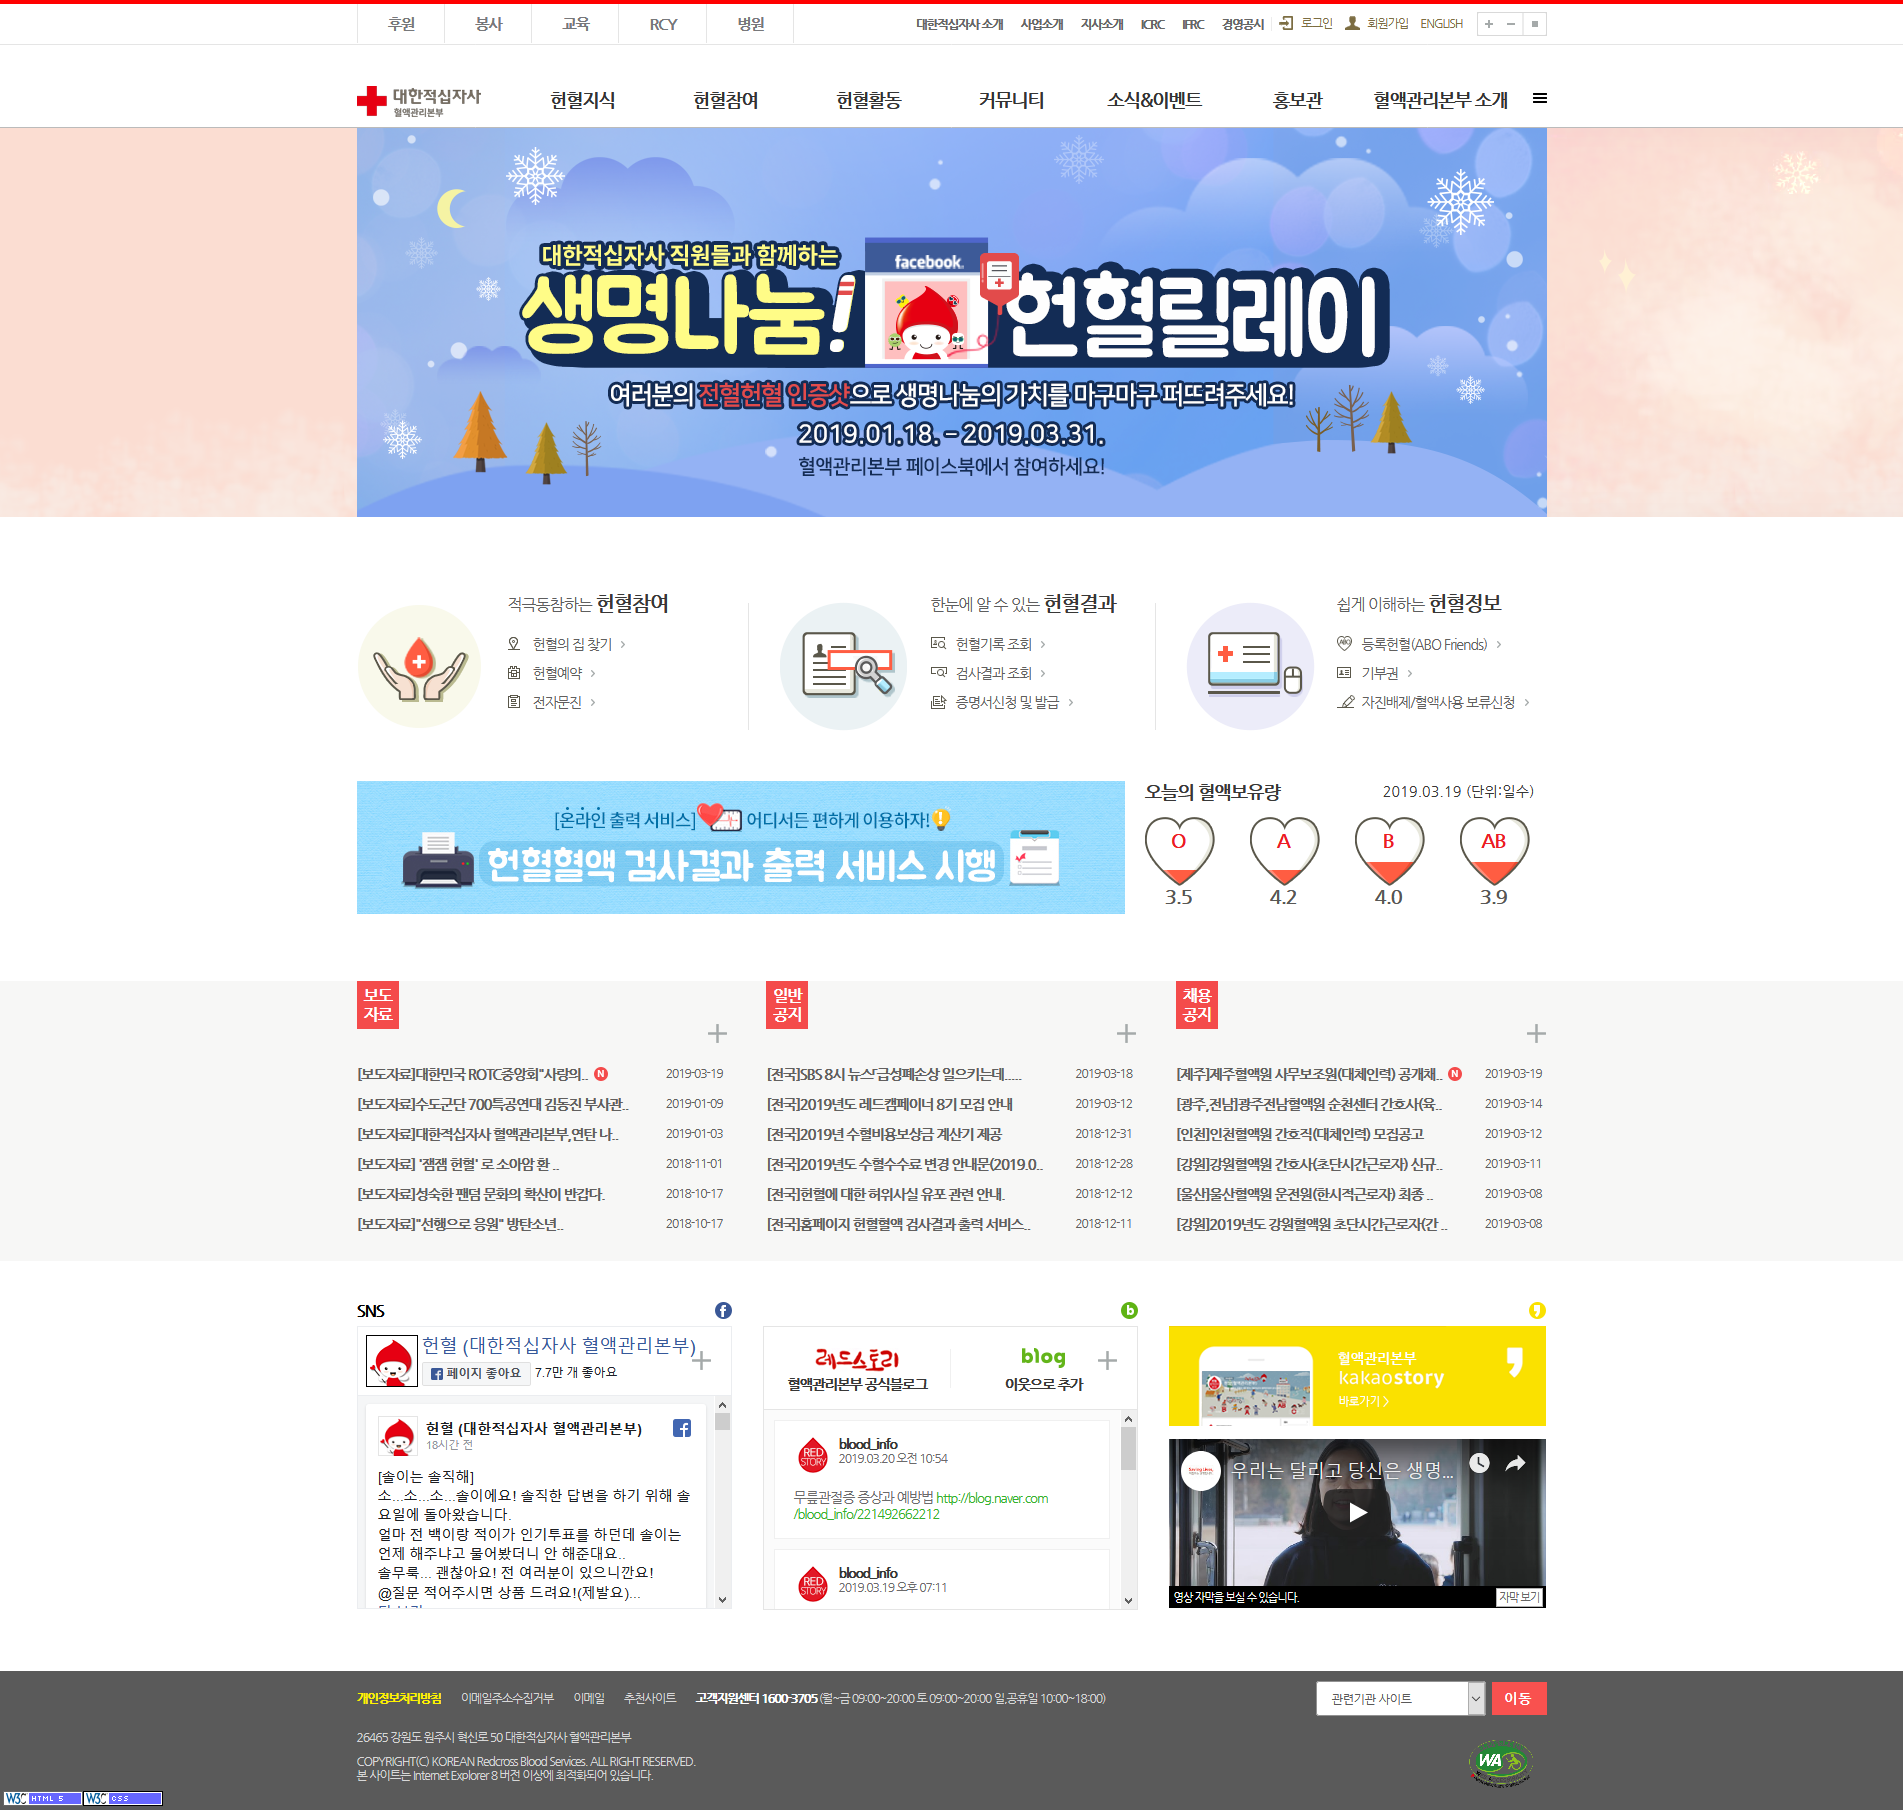 후원 봉사 교육 RCY 병원
대한적십자사 소개 사업소개 지사소개 ICRC IFRC 경영공시 로그인 회원가입 ENGLISH
대한적십자사
혈액관리본부
헌혈지식 헌혈참여 헌혈활동 커뮤니티 소식&이벤트 홍보관 혈액관리본부 소개
대한적십자사 직원들과 함께하는
facebook
생명나눔! 헌혈릴레이
여러분의 전혈헌혈 인증샷으로 생명나눔의 가치를 마구마구 퍼뜨려주세요!
2019.01.18. - 2019.03.31.
혈액관리본부 페이스북에서 참여하세요!
적극동참하는 헌혈참여
헌혈의 집 찾기
헌혈예약
전자문진
한눈에 알 수 있는 헌혈결과
헌혈기록 조회
검사결과 조회
증명서신청 및 발급
쉽게 이해하는 헌혈정보
등록헌혈(ABO Friends)
기부권
자진배제/혈액사용 보류신청
[온라인 출력 서비스] 어디서든 편하게 이용하자!
헌혈혈액 검사결과 출력 서비스 시행
오늘의 혈액보유량 2019.03.19 (단위:일수)
O A B AB
3.5 4.2 4.0 3.9
보도
자료
[보도자료]대한민국 ROTC중앙회"사랑의.. N 2019-03-19
[보도자료]수도군단 700특공연대 김동진 부사관.. 2019-01-09
[보도자료]대한적십자사 혈액관리본부,연탄 나.. 2019-01-03
[보도자료] '잼잼 헌혈' 로 소아암 환 .. 2018-11-01
[보도자료]성숙한 팬덤 문화의 확산이 반갑다. 2018-10-17
[보도자료]"선행으로 응원" 방탄소년.. 2018-10-17
일반
공지
[전국]SBS 8시 뉴스「급성폐손상 일으키는데..... 2019-03-18
[전국]2019년도 레드캠페이너 8기 모집 안내 2019-03-12
[전국]2019년 수혈비용보상금 계산기 제공 2018-12-31
[전국]2019년도 수혈수수료 변경 안내문(2019.0.. 2018-12-28
[전국]헌혈에 대한 허위사실 유포 관련 안내. 2018-12-12
[전국]홈페이지 헌혈혈액 검사결과 출력 서비스.. 2018-12-11
채용
공지
[제주]제주혈액원 사무보조원(대체인력) 공개채.. N 2019-03-19
[광주,전남]광주전남혈액원 순천센터 간호사(육.. 2019-03-14
[인천]인천혈액원 간호직(대체인력) 모집공고 2019-03-12
[강원]강원혈액원 간호사(초단시간근로자) 신규.. 2019-03-11
[울산]울산혈액원 운전원(한시적근로자) 최종 .. 2019-03-08
[강원]2019년도 강원혈액원 초단시간근로자(간 .. 2019-03-08
SNS
헌혈 (대한적십자사 혈액관리본부)
페이지 좋아요 7.7만 개 좋아요
헌혈 (대한적십자사 혈액관리본부)
18시간 전
[솔이는 솔직해]
소...소...소...솔이에요! 솔직한 답변을 하기 위해 솔
요일에 돌아왔습니다.
얼마 전 백이랑 적이가 인기투표를 하던데 솔이는
언제 해주냐고 물어봤더니 안 해준대요..
솔무룩... 괜찮아요! 전 여러분이 있으니깐요!
@질문 적어주시면 상품 드려요!(제발요)...
레드스토리
혈액관리본부 공식블로그
blog
이웃으로 추가
RED STORY
blood_info
2019.03.20 오전 10:54
무릎관절증 증상과 예방법 http://blog.naver.com
/blood_info/221492662212
RED STORY
blood_info
2019.03.19 오후 07:11
혈액관리본부
kakaostory
바로가기 >
우리는 달리고 당신은 생명...
영상 자막을 보실 수 있습니다. 자막 보기
개인정보처리방침 이메일주소수집거부 이메일 추천사이트 고객지원센터 1600-3705 (월~금 09:00~20:00 토 09:00~20:00 일,공휴일 10:00~18:00)
관련기관 사이트 이동
26465 강원도 원주시 혁신로 50 대한적십자사 혈액관리본부
COPYRIGHT(C) KOREAN Redcross Blood Services. ALL RIGHT RESERVED.
본 사이트는 Internet Explorer 8 버전 이상에 최적화되어 있습니다.
WA
W3C HTML 5 W3C CSS